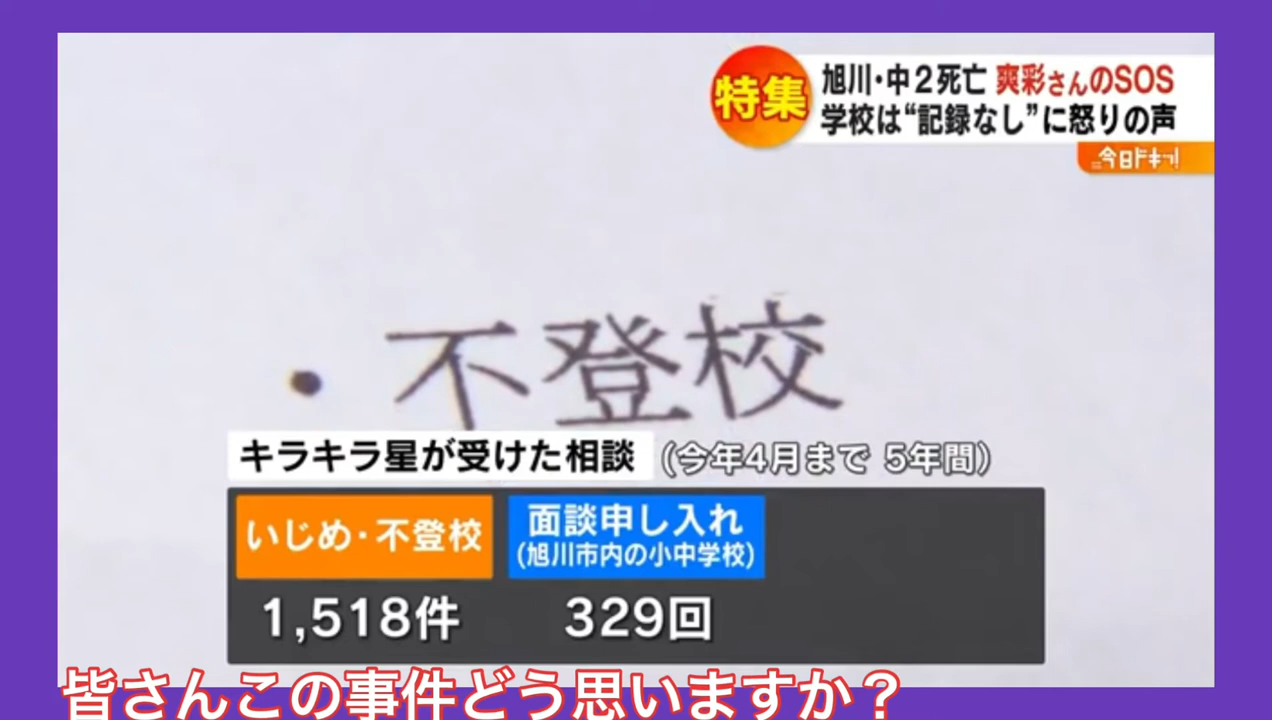 特集
旭川・中2死亡 爽彩さんのSOS
学校は“記録なし”に怒りの声
今日ドキッ!
・不登校
キラキラ星が受けた相談 (今年4月まで 5年間)
いじめ・不登校
面談申し入れ
(旭川市内の小中学校)
1,518件
329回
皆さんこの事件どう思いますか？